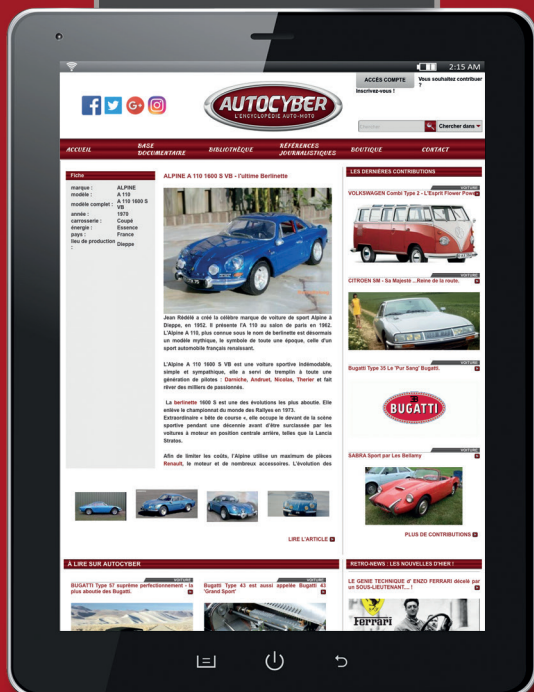 2:15 AM
ACCÈS COMPTE
Vous souhaitez contribuer
?
Inscrivez-vous !
AUTOCYBER
L'ENCYCLOPÉDIE AUTO-MOTO
Chercher dans
ACCUEIL
BASE
DOCUMENTAIRE
BIBLIOTHÈQUE
RÉFÉRENCES
JOURNALISTIQUES
BOUTIQUE
CONTACT
Fiche
marque : ALPINE
modèle : A 110
modèle complet : A 110 1600 S
VB
année : 1970
carrosserie : Coupé
énergie : Essence
pays : France
lieu de production
: Dieppe
ALPINE A 110 1600 S VB - l'ultime Berlinette
Jean Rédélé a créé la célèbre marque de voiture de sport Alpine à
Dieppe, en 1952. Il présente l'A 110 au salon de paris en 1962.
L'Alpine A 110, plus connue sous le nom de berlinette est désormais
un modèle mythique, le symbole de toute une époque, celle d'un
sport automobile français renaissant.
L'Alpine A 110 1600 S VB est une voiture sportive indémodable,
simple et sympathique, elle a servi de tremplin à toute une
génération de pilotes : Darniche, Andruet, Nicolas, Therier et fait
rêver des milliers de passionnés.
La berlinette 1600 S est une des évolutions les plus aboutie. Elle
enlève le championnat du monde des Rallyes en 1973.
Extraordinaire « bête de course «, elle occupe le devant de la scène
sportive pendant une décennie avant d'être surclassée par les
voitures à moteur en position centrale arrière, telles que la Lancia
Stratos.
Afin de limiter les coûts, l'Alpine utilise un maximum de pièces
Renault, le moteur et de nombreux accessoires. L'évolution des
LIRE L'ARTICLE
LES DERNIÈRES CONTRIBUTIONS
VOITURE
VOLKSWAGEN Combi Type 2 - L'Esprit Flower Power
VOITURE
CITROEN SM - Sa Majesté ...Reine de la route.
VOITURE
Bugatti Type 35 Le 'Pur Sang' Bugatti.
BUGATTI
VOITURE
SABRA Sport par Les Bellamy
PLUS DE CONTRIBUTIONS
À LIRE SUR AUTOCYBER
VOITURE
BUGATTI Type 57 suprême perfectionnement - la
plus aboutie des Bugatti.
VOITURE
Bugatti Type 43 est aussi appelée Bugatti 43
'Grand Sport'
RETRO-NEWS : LES NOUVELLES D'HIER !
LE GENIE TECHNIQUE d' ENZO FERRARI décelé par
un SOUS-LIEUTENANT... !
Ferrari